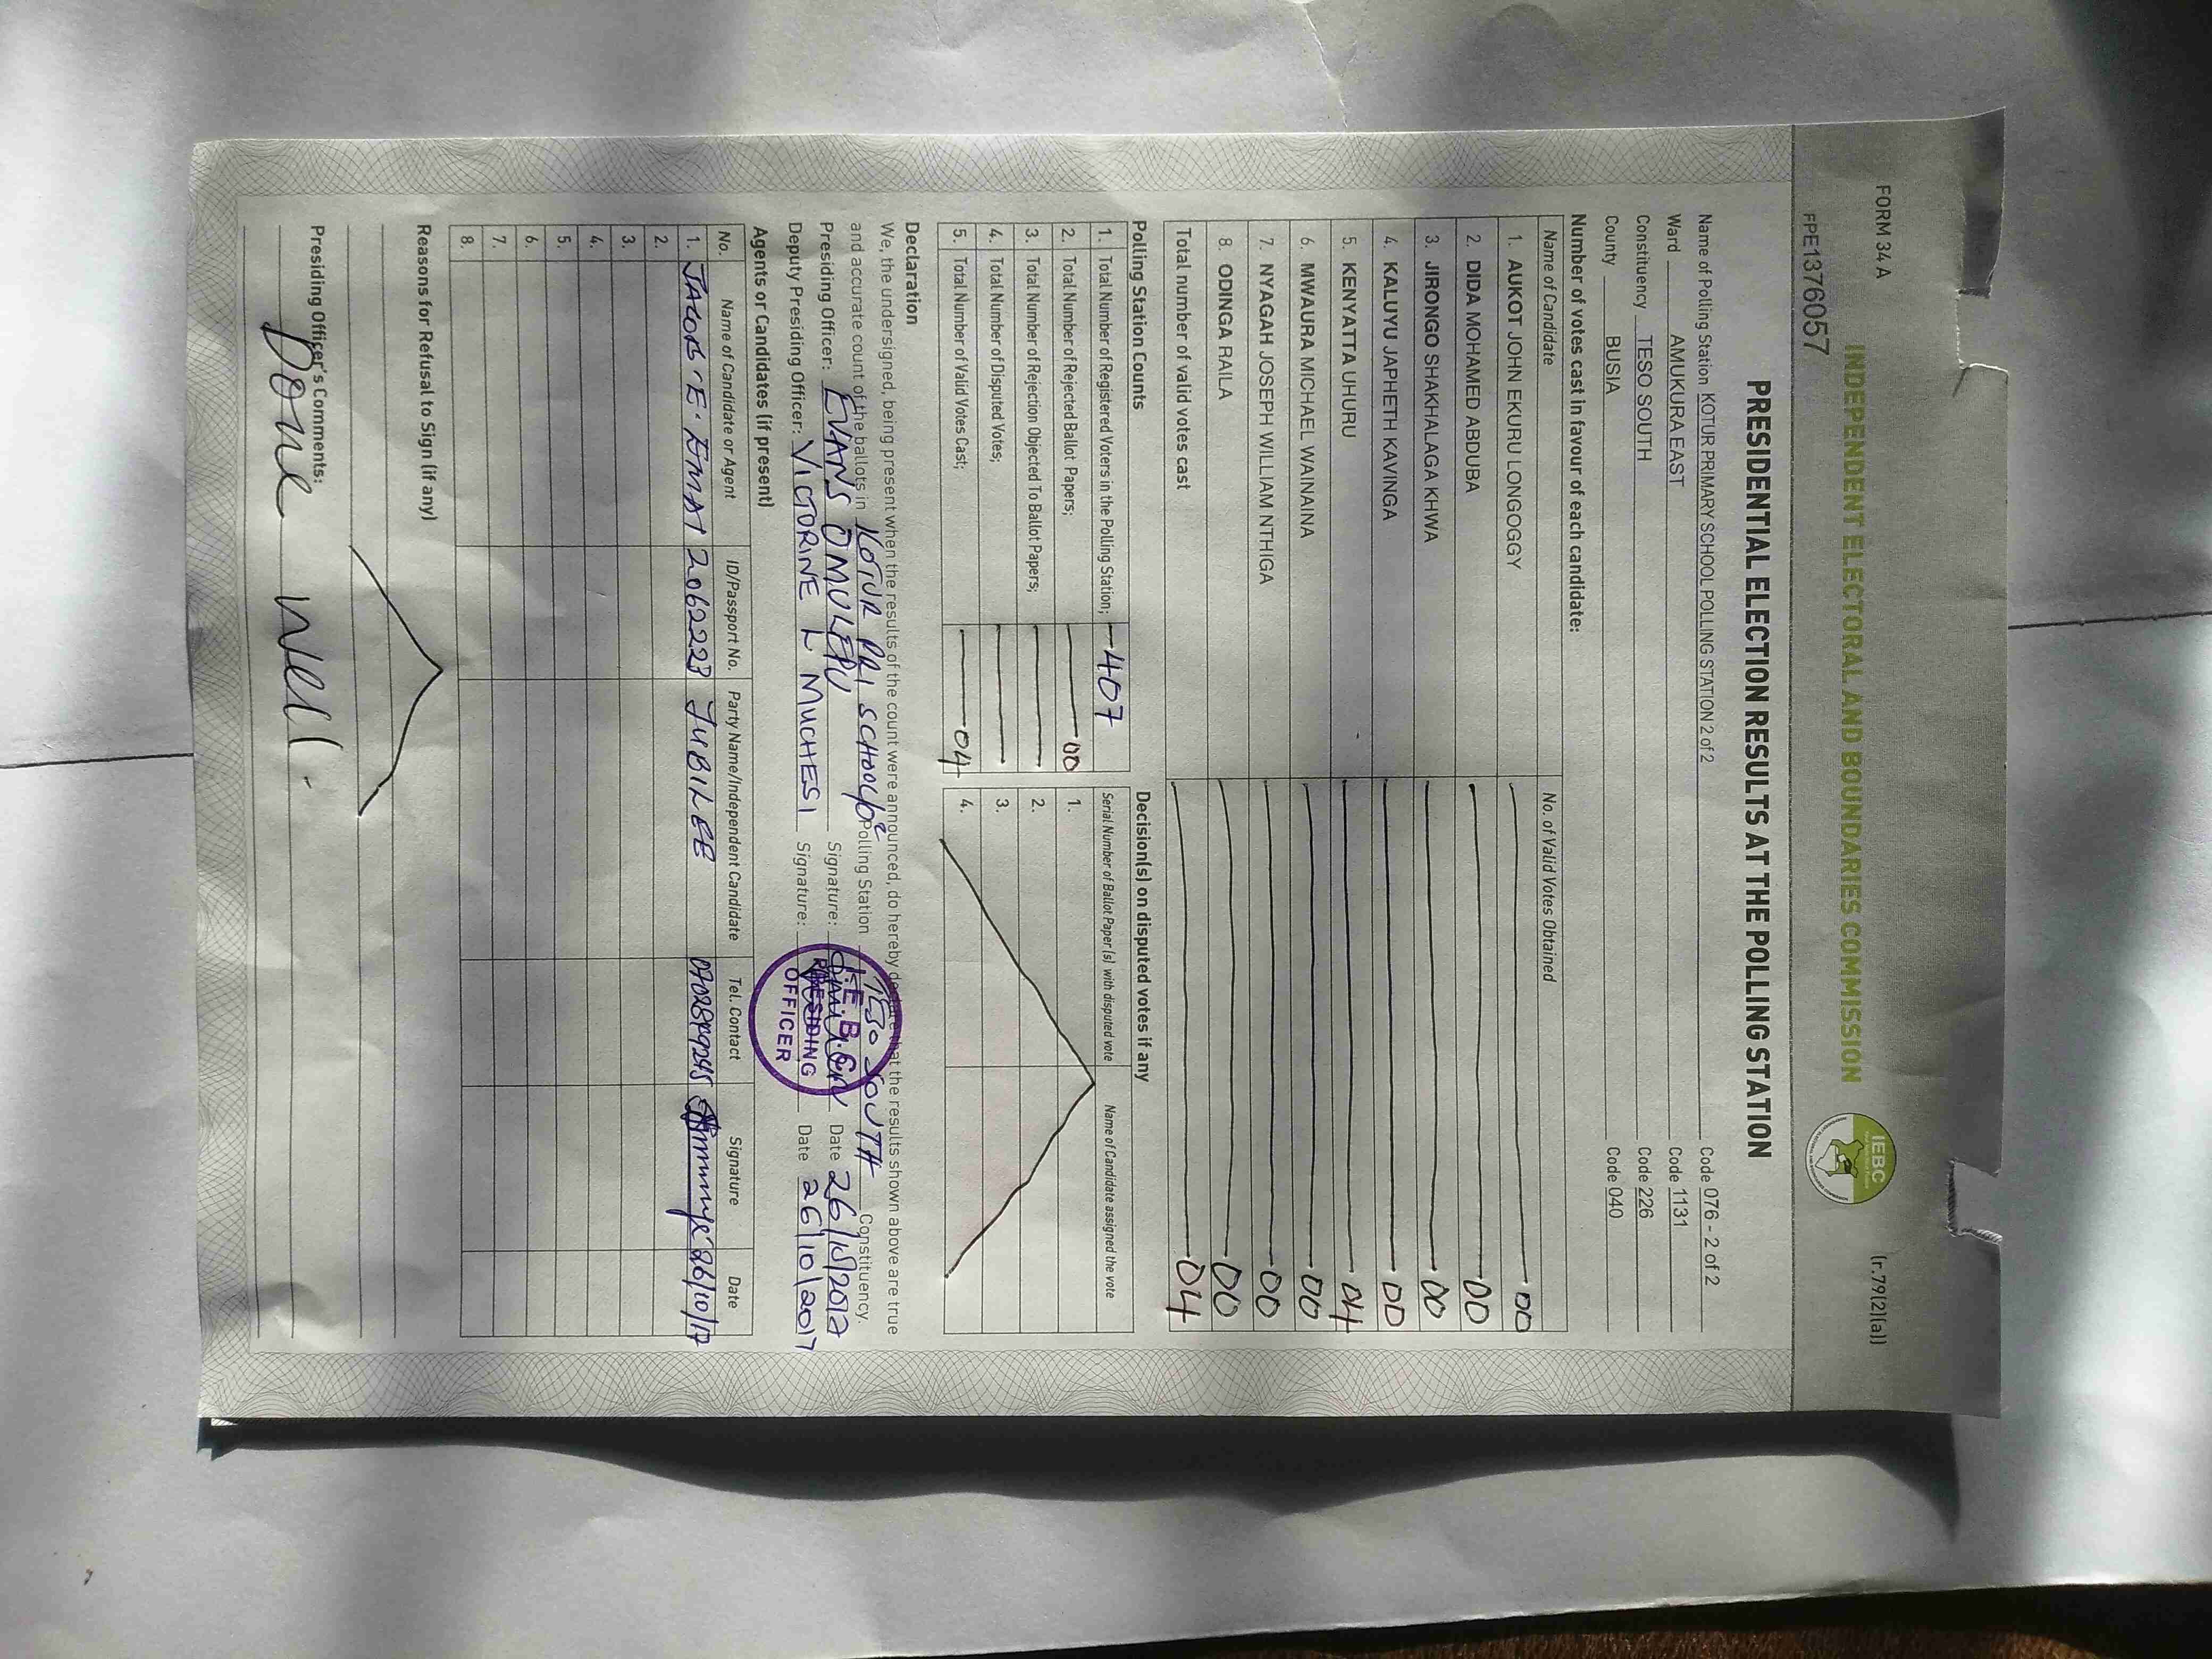 FORM 34 A
(r.79(2)(a))
INDEPENDENT ELECTORAL AND BOUNDARIES COMMISSION
IEBC
FPE1376057
PRESIDENTIAL ELECTION RESULTS AT THE POLLING STATION
Name of Polling Station KOTUR PRIMARY SCHOOL POLLING STATION 2 of 2 Code 076 - 2 of 2
Ward AMUKURA EAST Code 1131
Constituency TESO SOUTH Code 226
County BUSIA Code 040
Number of votes cast in favour of each candidate:
Name of Candidate No. of Valid Votes Obtained
1. AUKOT JOHN EKURU LONGOGGY 00
2. DIDA MOHAMED ABDUBA 00
3. JIRONGO SHAKHALAGA KHWA 00
4. KALUYU JAPHETH KAVINGA 00
5. KENYATTA UHURU 04
6. MWAURA MICHAEL WAINAINA 00
7. NYAGAH JOSEPH WILLIAM NTHIGA 00
8. ODINGA RAILA 00
Total number of valid votes cast 04
Polling Station Counts
1. Total Number of Registered Voters in the Polling Station; 407
2. Total Number of Rejected Ballot Papers; 00
3. Total Number of Rejection Objected To Ballot Papers;
4. Total Number of Disputed Votes;
5. Total Number of Valid Votes Cast; 04
Decision(s) on disputed votes if any
Serial Number of Ballot Paper(s) with disputed vote Name of Candidate assigned the vote
1.
2.
3.
4.
Declaration
We, the undersigned, being present when the results of the count were announced, do hereby declare that the results shown above are true
and accurate count of the ballots in KOTUR PRI SCHOOL Polling Station TESO SOUTH Constituency.
Presiding Officer: EVANS OMULEPU Signature: Date 26/10/2017
Deputy Presiding Officer: VICTORINE L MUCHESI Signature: Date 26/10/2017
I.E.B.C
PRESIDING
OFFICER
Agents or Candidates (if present)
No. Name of Candidate or Agent ID/Passport No. Party Name/Independent Candidate Tel. Contact Signature Date
1. JACOB E. EMAI 2062223 JUBILEE 26/10/17
2.
3.
4.
5.
6.
7.
8.
Reasons for Refusal to Sign (if any)
Presiding Officer's Comments:
Done Well.